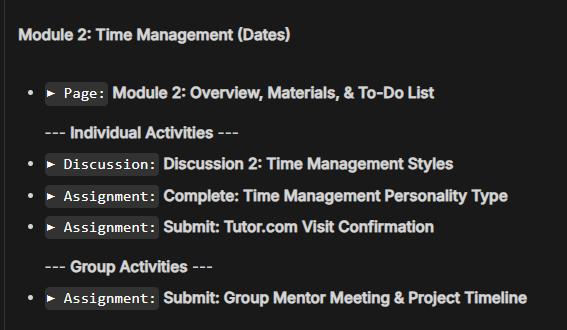 Module 2: Time Management (Dates)
• ► Page: Module 2: Overview, Materials, & To-Do List
--- Individual Activities ---
• ► Discussion: Discussion 2: Time Management Styles
• ► Assignment: Complete: Time Management Personality Type
• ► Assignment: Submit: Tutor.com Visit Confirmation
--- Group Activities ---
• ► Assignment: Submit: Group Mentor Meeting & Project Timeline